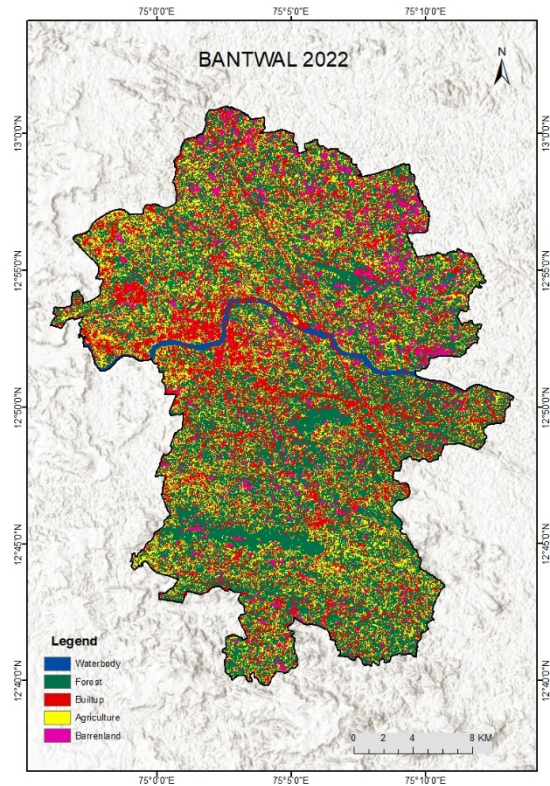 75°0'0"E 75°5'0"E 75°10'0"E
BANTWAL 2022
N
13°0'0"N 13°0'0"N
12°55'0"N 12°55'0"N
12°50'0"N 12°50'0"N
12°45'0"N 12°45'0"N
12°40'0"N 12°40'0"N
Legend
Waterbody
Forest
Builtup
Agriculture
Barrenland
0 2 4 8 KM
75°0'0"E 75°5'0"E 75°10'0"E